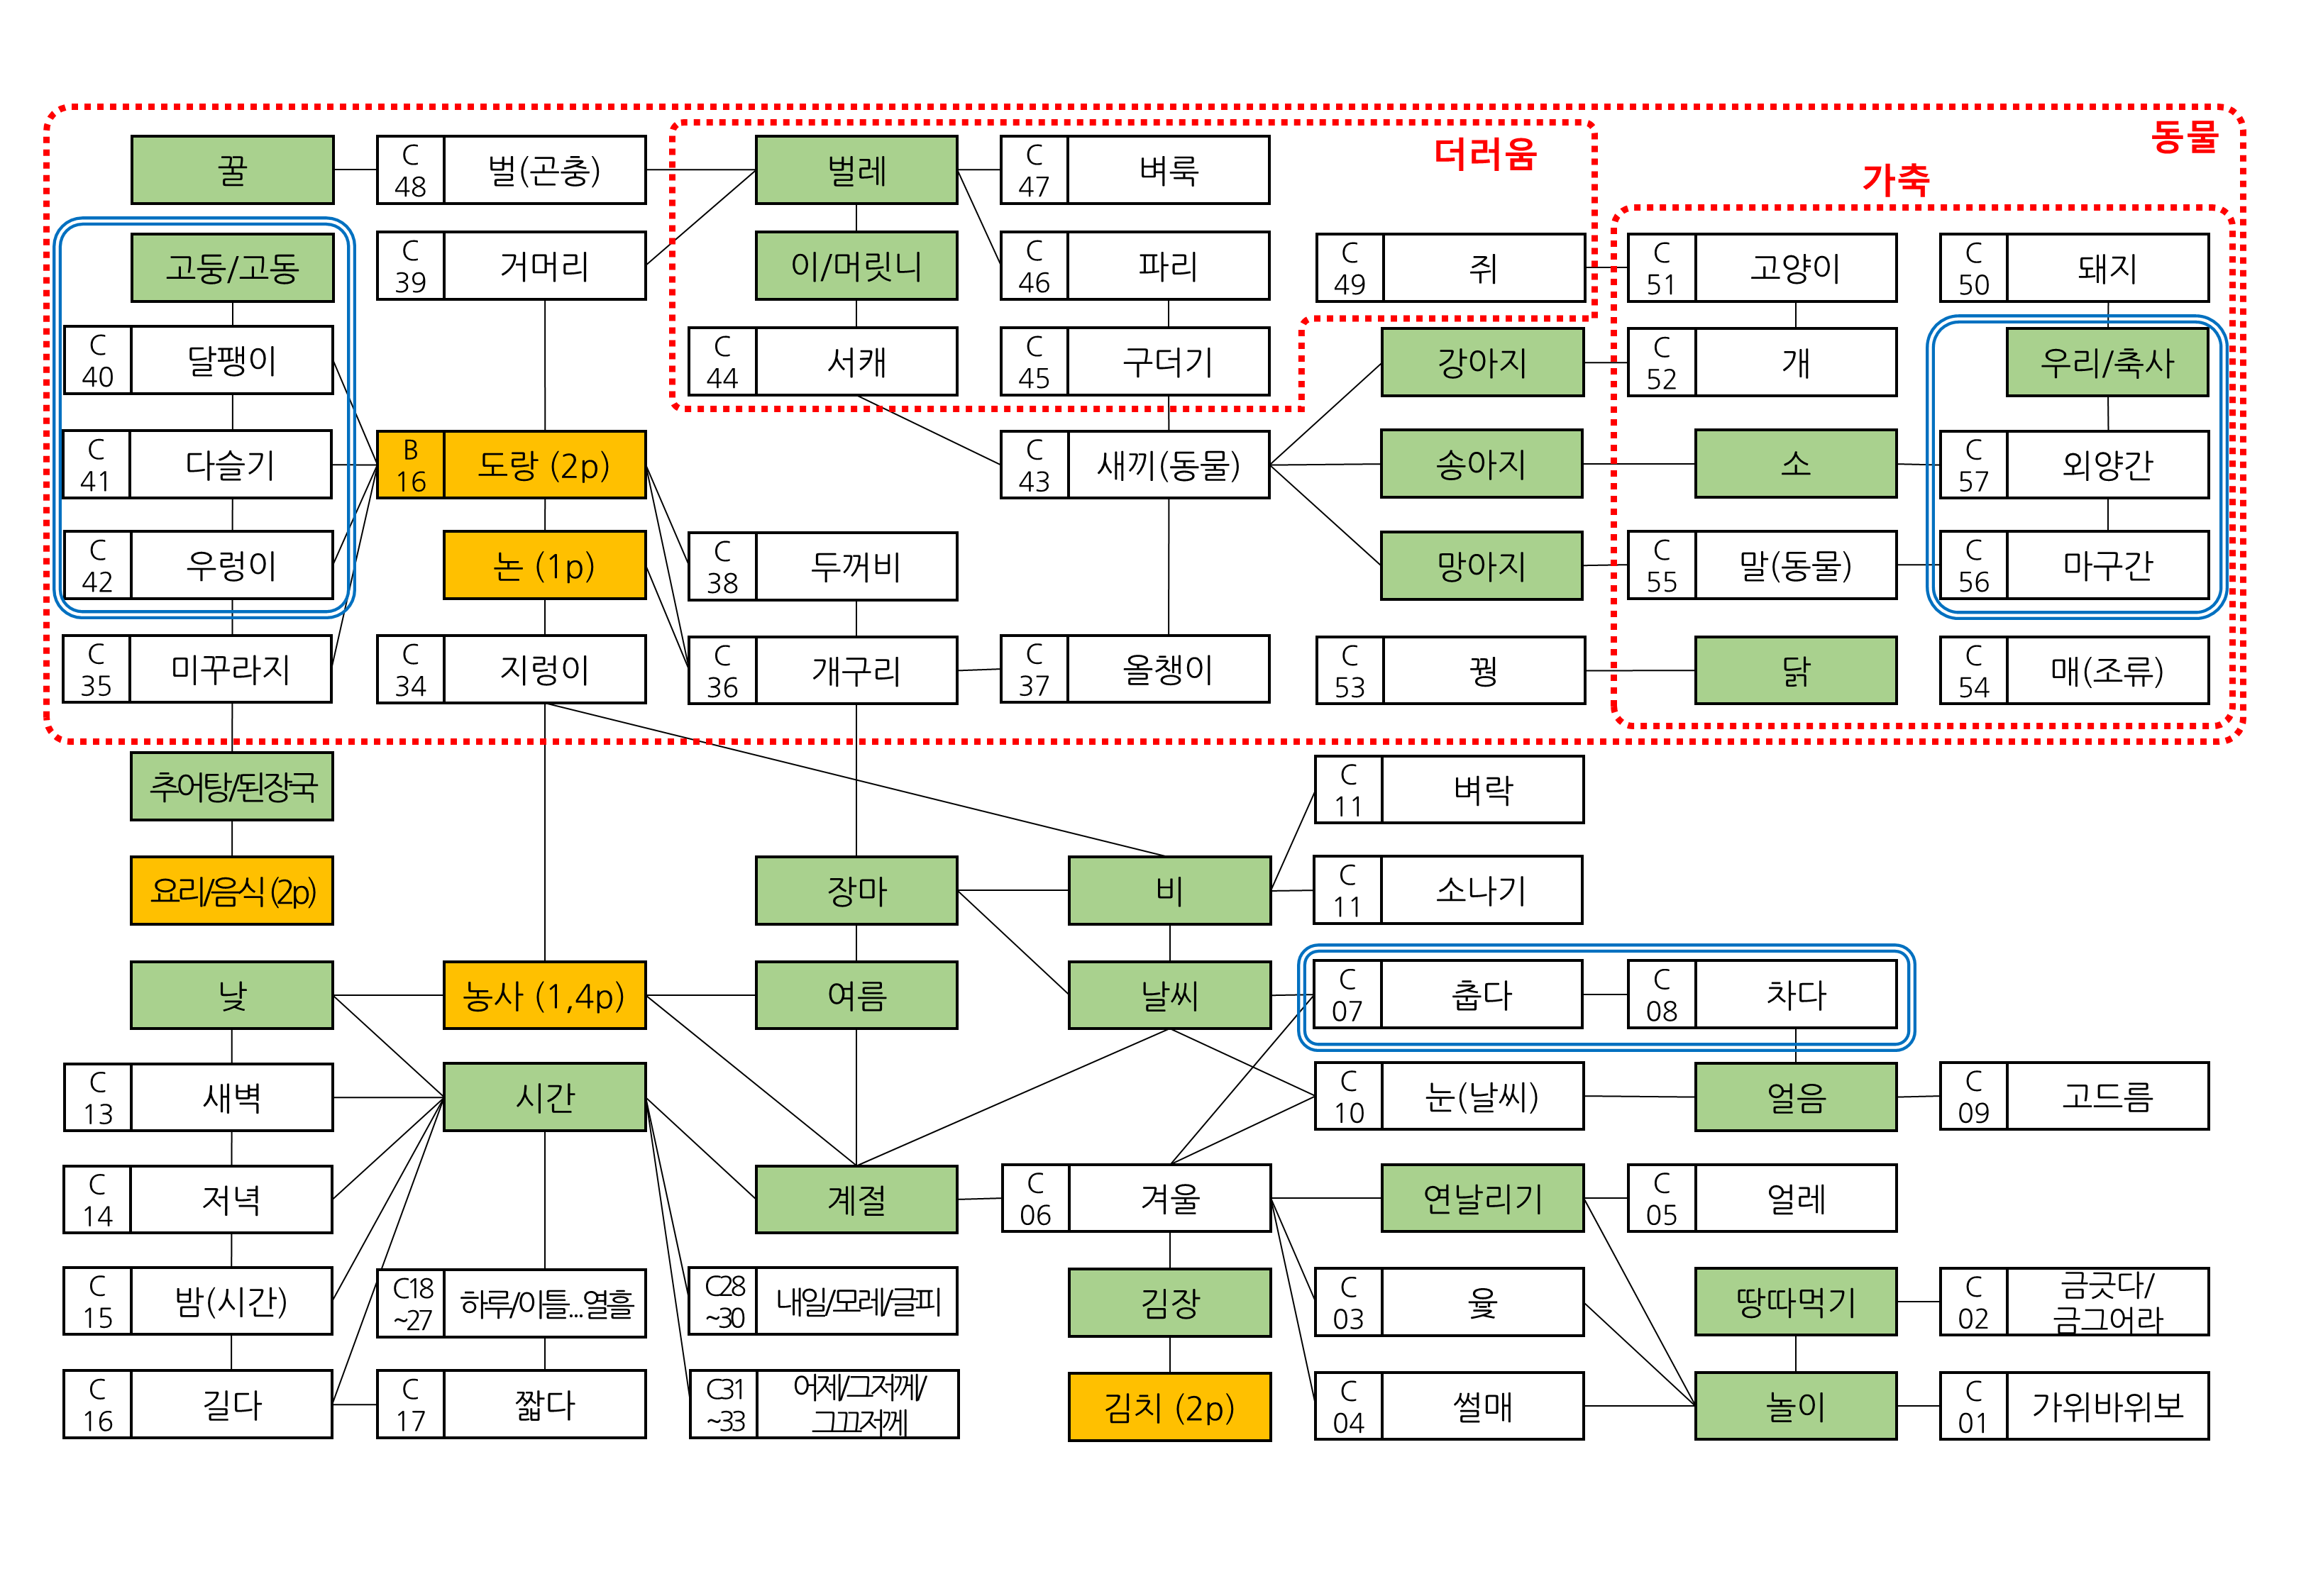 동물
더러움
가축
꿀
C
48
벌(곤충)
벌레
C
47
벼룩
고둥/고동
C
39
거머리
이/머릿니
C
46
파리
C
49
쥐
C
51
고양이
C
50
돼지
C
40
달팽이
C
44
서캐
C
45
구더기
강아지
C
52
개
우리/축사
C
41
다슬기
B
16
도랑 (2p)
C
43
새끼(동물)
송아지
소
C
57
외양간
C
42
우렁이
논 (1p)
C
38
두꺼비
망아지
C
55
말(동물)
C
56
마구간
C
35
미꾸라지
C
34
지렁이
C
36
개구리
C
37
올챙이
C
53
꿩
닭
C
54
매(조류)
추어탕/된장국
C
11
벼락
요리/음식 (2p)
장마
비
C
11
소나기
낮
농사 (1,4p)
여름
날씨
C
07
춥다
C
08
차다
C
13
새벽
시간
C
10
눈(날씨)
얼음
C
09
고드름
C
14
저녁
계절
C
06
겨울
연날리기
C
05
얼레
C
15
밤(시간)
C18
~27
하루/이틀...열흘
C28
~30
내일/모레/글피
김장
C
03
윷
땅따먹기
C
02
금긋다/
금그어라
C
16
길다
C
17
짧다
C31
~33
어제/그저께/
그끄저께
김치 (2p)
C
04
썰매
놀이
C
01
가위바위보